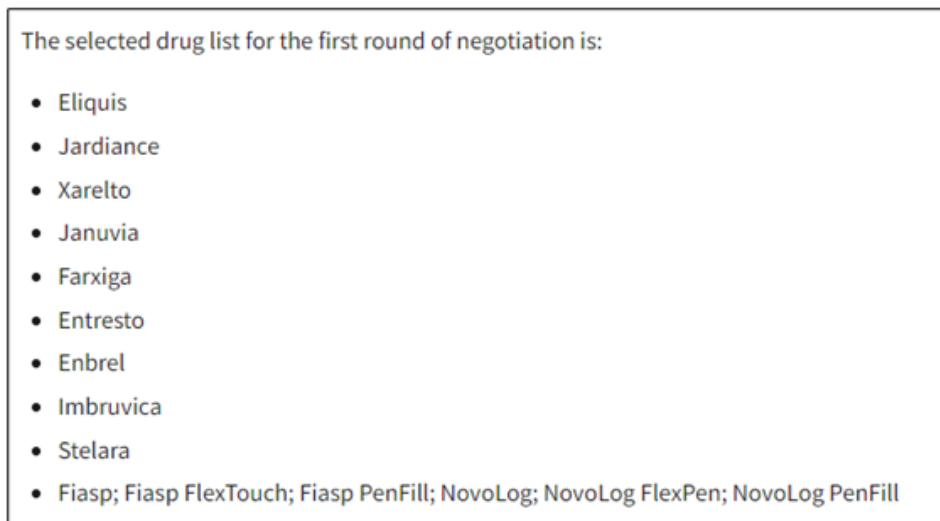 The selected drug list for the first round of negotiation is:
• Eliquis
• Jardiance
• Xarelto
• Januvia
• Farxiga
• Entresto
• Enbrel
• Imbruvica
• Stelara
• Fiasp; Fiasp FlexTouch; Fiasp PenFill; NovoLog; NovoLog FlexPen; NovoLog PenFill